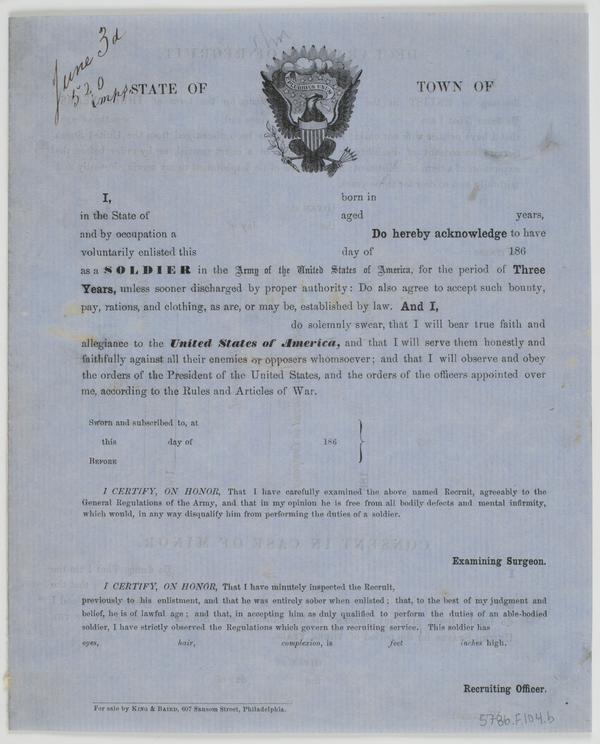 June 3d
520
STATE OF
TOWN OF
I, born in
in the State of aged years,
and by occupation a Do hereby acknowledge to have
voluntarily enlisted this day of 186
as a SOLDIER in the Army of the United States of America, for the period of Three
Years, unless sooner discharged by proper authority: Do also agree to accept such bounty,
pay, rations, and clothing, as are, or may be, established by law. And I,
do solemnly swear, that I will bear true faith and
allegiance to the United States of America, and that I will serve them honestly and
faithfully against all their enemies or opposers whomsoever; and that I will observe and obey
the orders of the President of the United States, and the orders of the officers appointed over
me, according to the Rules and Articles of War.
Sworn and subscribed to, at
this day of 186
Before
I CERTIFY, ON HONOR, That I have carefully examined the above named Recruit, agreeably to the
General Regulations of the Army, and that in my opinion he is free from all bodily defects and mental infirmity,
which would, in any way disqualify him from performing the duties of a soldier.
Examining Surgeon.
I CERTIFY, ON HONOR, That I have minutely inspected the Recruit,
previously to his enlistment, and that he was entirely sober when enlisted; that, to the best of my judgment and
belief, he is of lawful age; and that, in accepting him as duly qualified to perform the duties of an able-bodied
soldier, I have strictly observed the Regulations which govern the recruiting service. This soldier has
eyes, hair, complexion, is feet inches high.
Recruiting Officer.
For sale by King & Baird, 607 Sansom Street, Philadelphia.
5786.F.104.b